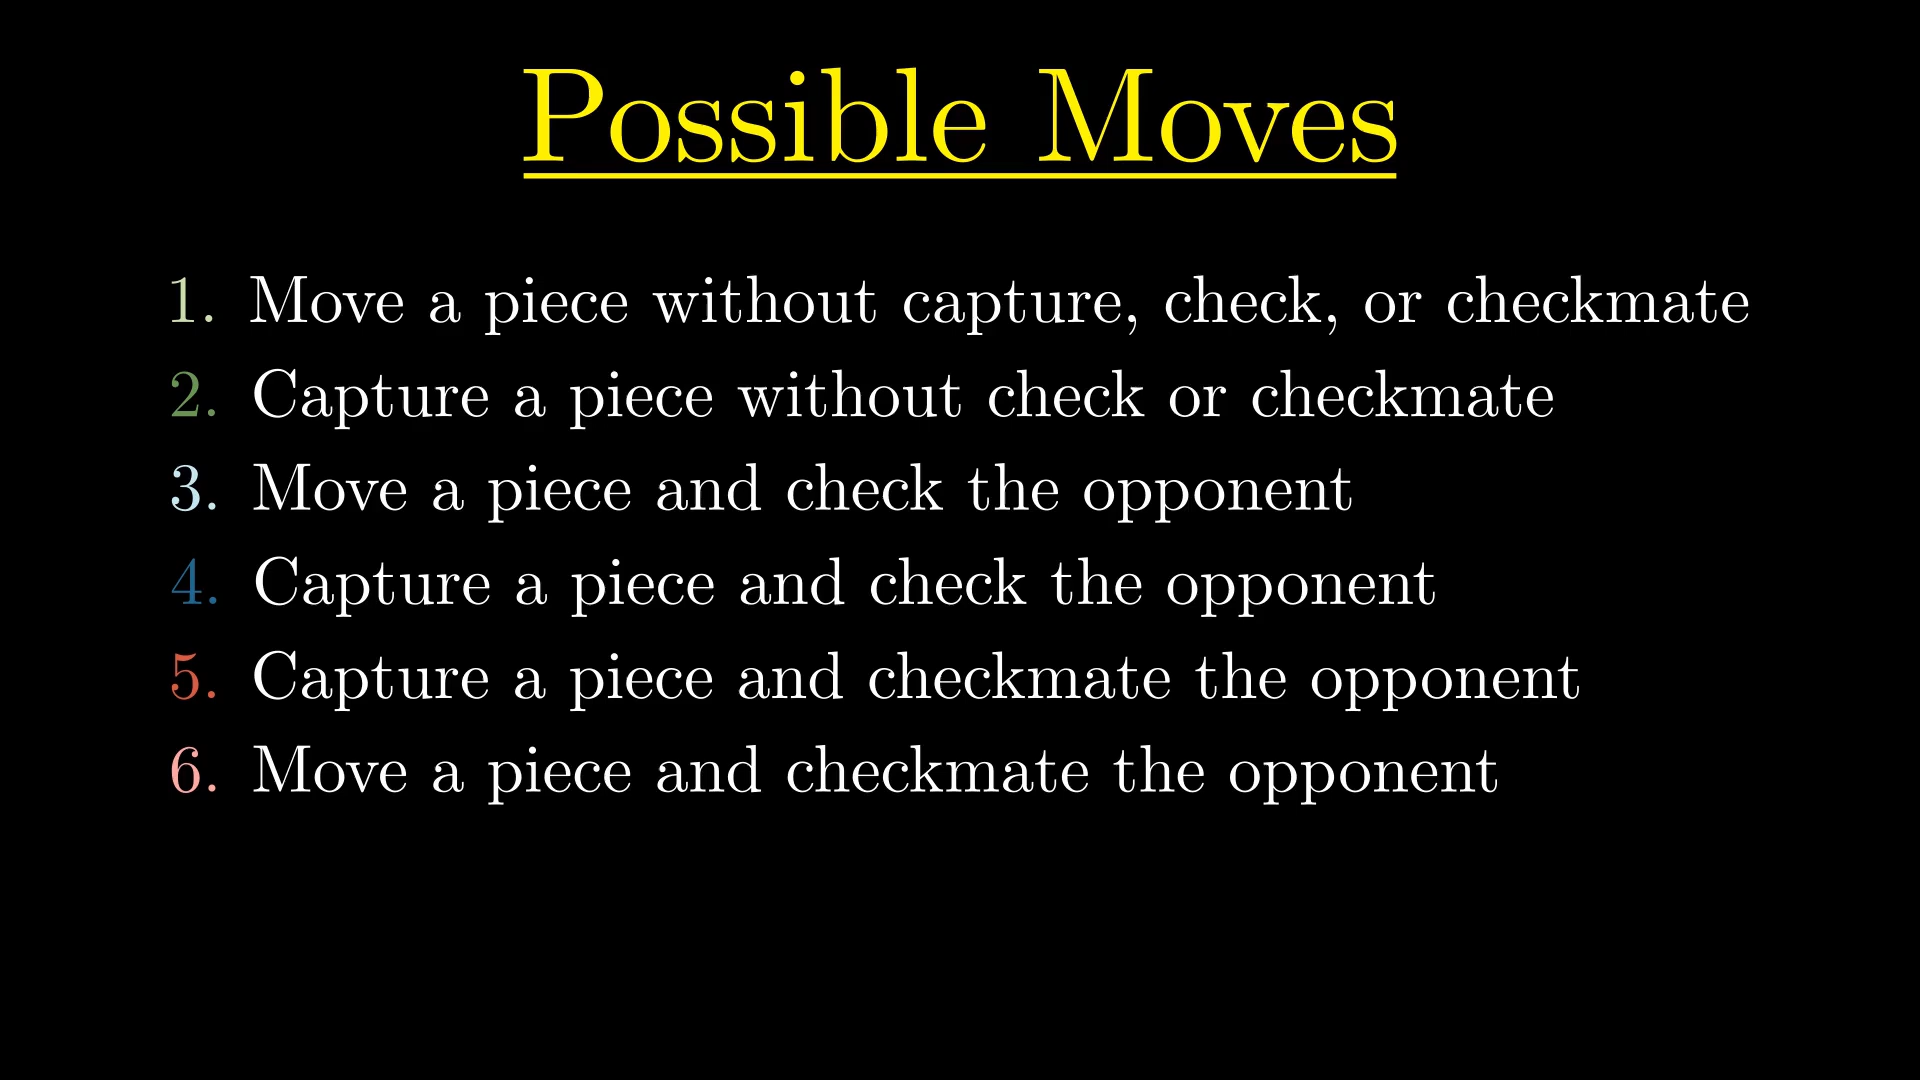 Possible Moves
1. Move a piece without capture, check, or checkmate
2. Capture a piece without check or checkmate
3. Move a piece and check the opponent
4. Capture a piece and check the opponent
5. Capture a piece and checkmate the opponent
6. Move a piece and checkmate the opponent